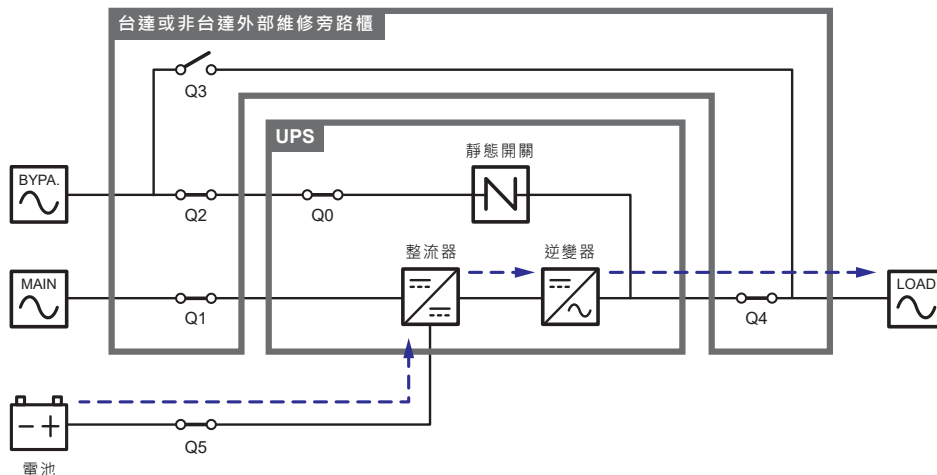 台達或非台達外部維修旁路櫃
Q3
UPS
靜態開關
BYPA.
Q2
Q0
整流器
逆變器
MAIN
LOAD
Q1
Q4
Q5
電池